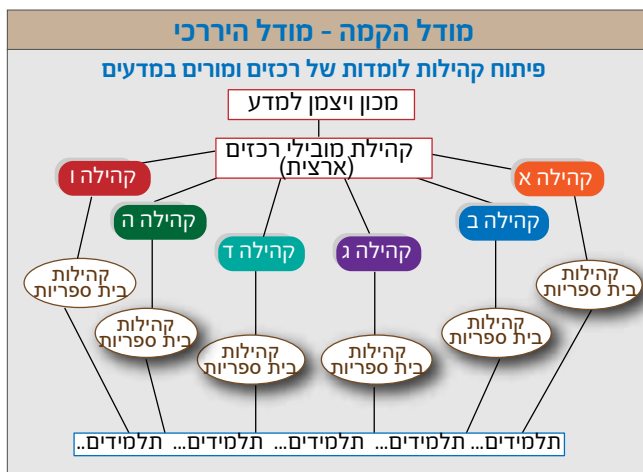 מודל הקמה - מודל היררכי
פיתוח קהילות לומדות של רכזים ומורים במדעים
מכון ויצמן למדע
קהילת מובילי רכזים
(ארצית)
קהילה א
קהילה ב
קהילה ג
קהילה ד
קהילה ה
קהילה ו
קהילות
בית ספריות
קהילות
בית ספריות
קהילות
בית ספריות
קהילות
בית ספריות
קהילות
בית ספריות
קהילות
בית ספריות
תלמידים... תלמידים... תלמידים... תלמידים... תלמידים..